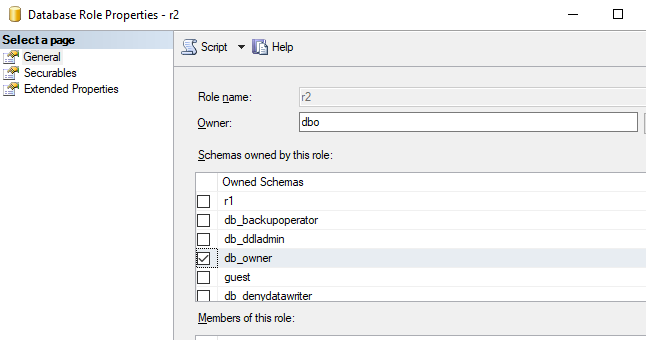 Database Role Properties - r2
Select a page
General
Securables
Extended Properties
Script
Help
Role name:
r2
Owner:
dbo
Schemas owned by this role:
Owned Schemas
r1
db_backupoperator
db_ddladmin
db_owner
guest
db_denydatawriter
Members of this role: